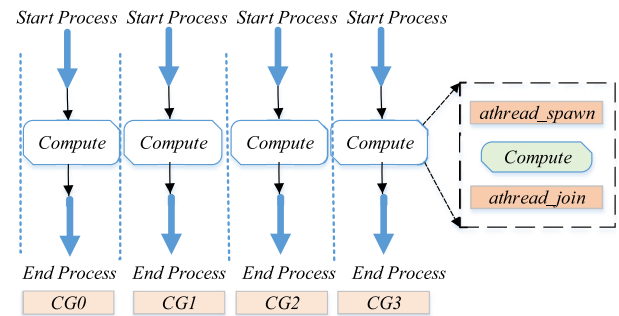 Start Process Start Process Start Process Start Process
athread_spawn
Compute Compute Compute Compute
Compute
athread_join
End Process End Process End Process End Process
CG0 CG1 CG2 CG3